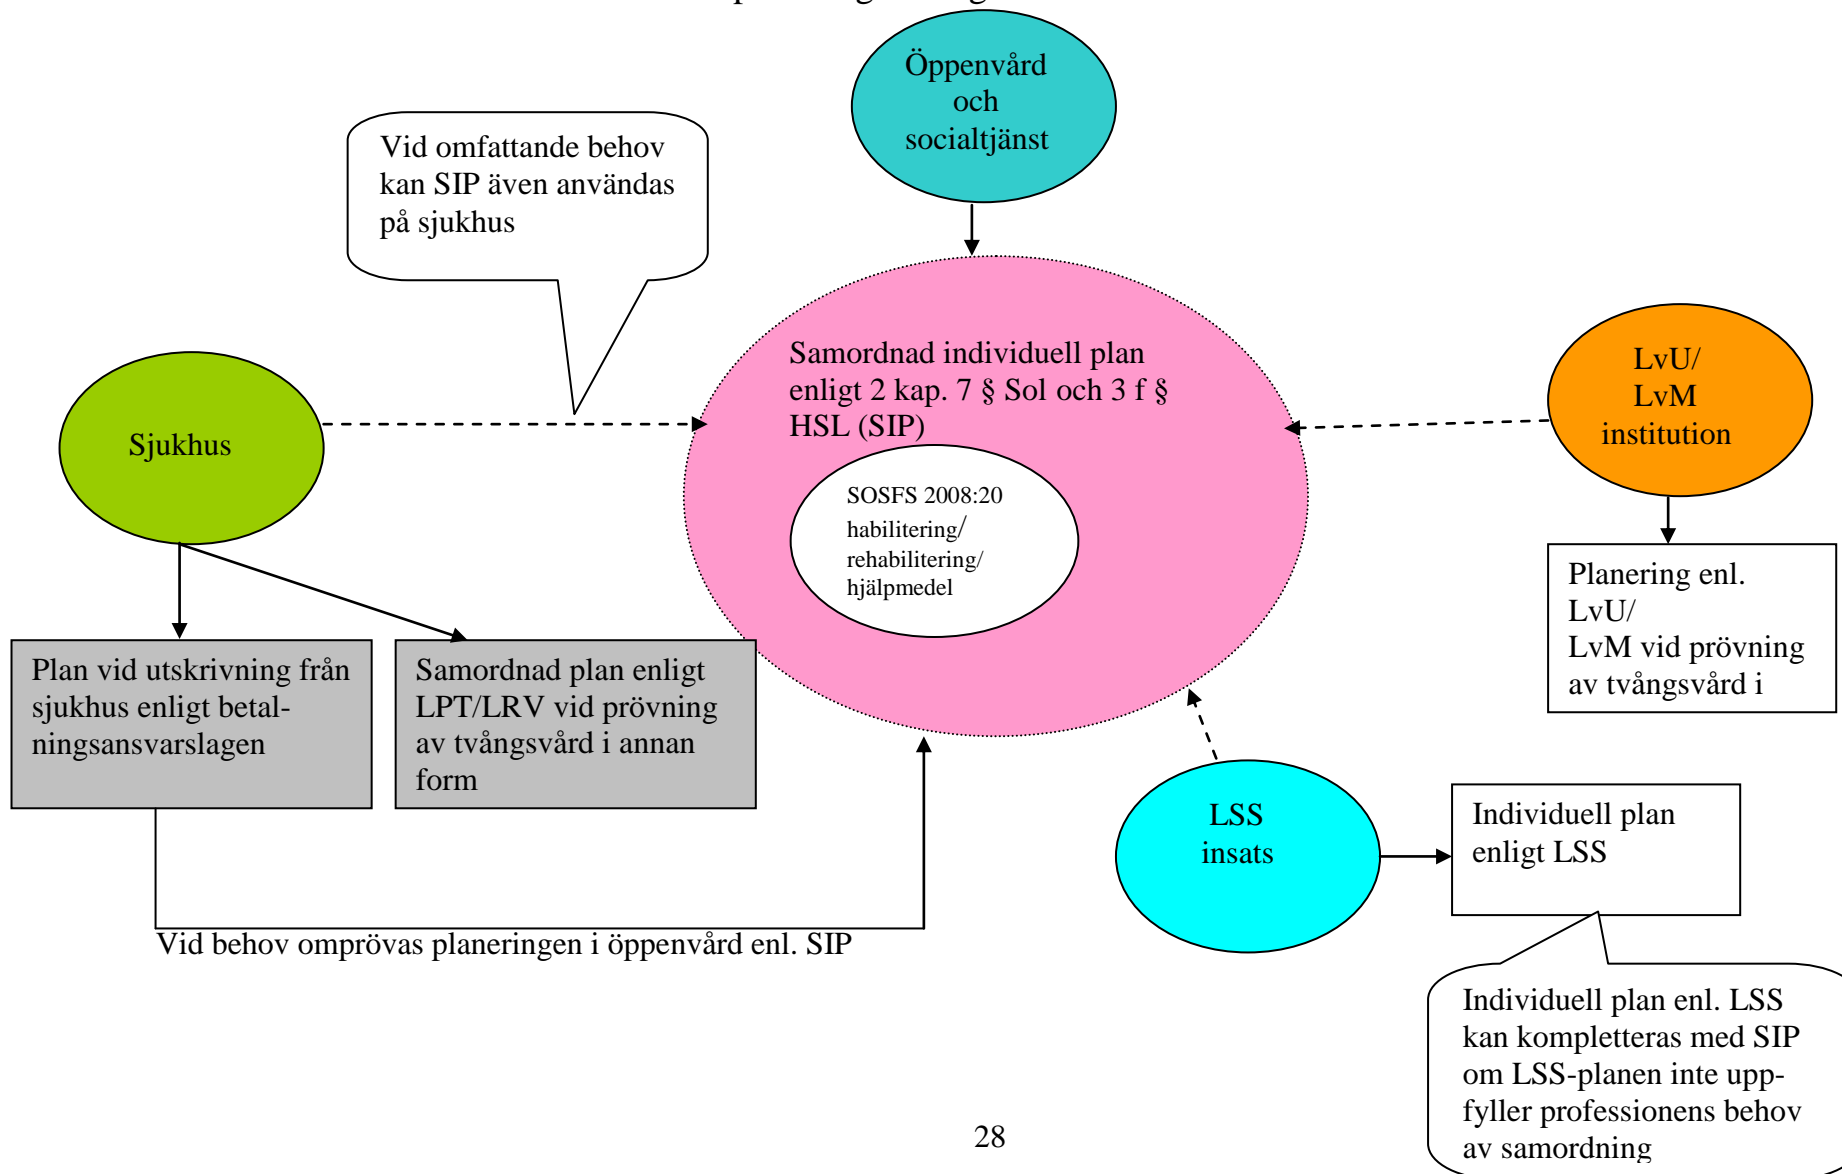 Öppenvård
och
socialtjänst
Vid omfattande behov
kan SIP även användas
på sjukhus
Samordnad individuell plan
enligt 2 kap. 7 § Sol och 3 f §
HSL (SIP)
SOSFS 2008:20
habilitering/
rehabilitering/
hjälpmedel
Sjukhus
LvU/
LvM
institution
Planering enl.
LvU/
LvM vid prövning
av tvångsvård i
Plan vid utskrivning från
sjukhus enligt betal-
ningsansvarslagen
Samordnad plan enligt
LPT/LRV vid prövning
av tvångsvård i annan
form
LSS
insats
Individuell plan
enligt LSS
Vid behov omprövas planeringen i öppenvård enl. SIP
Individuell plan enl. LSS
kan kompletteras med SIP
om LSS-planen inte upp-
fyller professionens behov
av samordning
28